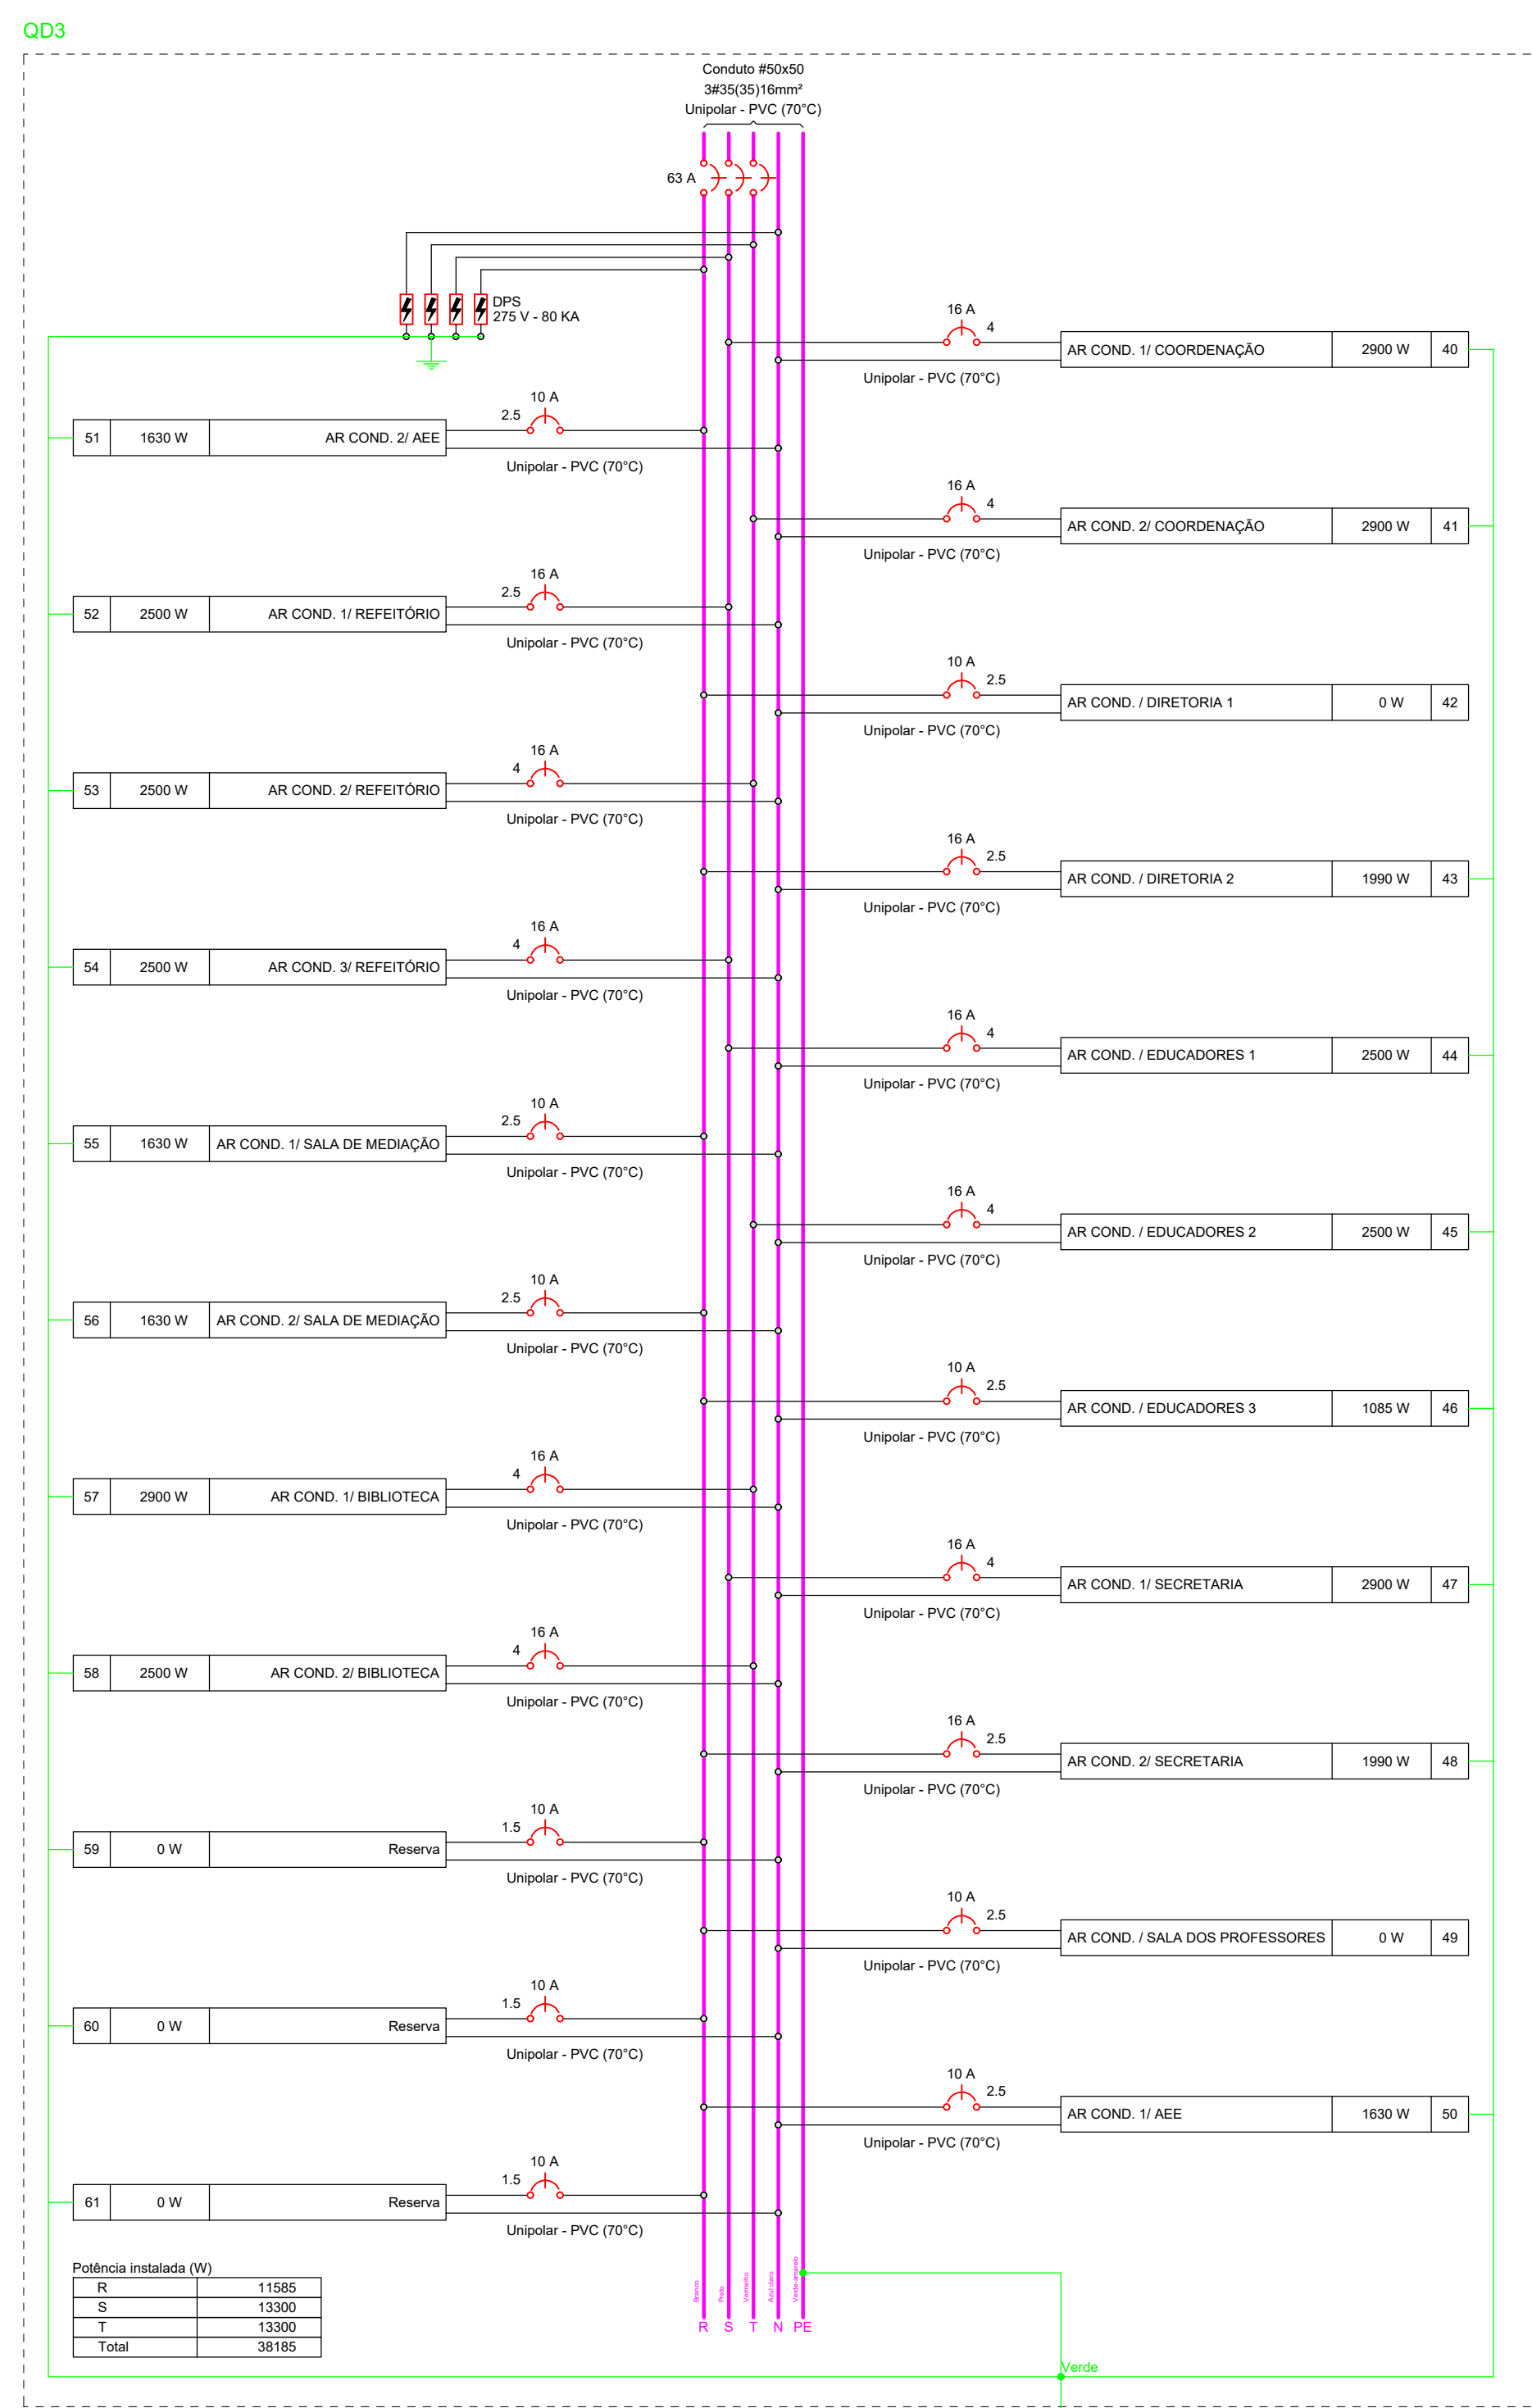 QD3
Conduto #50x50
3#35(35)16mm²
Unipolar - PVC (70°C)
63 A
DPS
275 V - 80 KA
16 A
4
AR COND. 1/ COORDENAÇÃO 2900 W 40
Unipolar - PVC (70°C)
10 A
2.5
51 1630 W AR COND. 2/ AEE
Unipolar - PVC (70°C)
16 A
4
AR COND. 2/ COORDENAÇÃO 2900 W 41
Unipolar - PVC (70°C)
16 A
2.5
52 2500 W AR COND. 1/ REFEITÓRIO
Unipolar - PVC (70°C)
10 A
2.5
AR COND. / DIRETORIA 1 0 W 42
Unipolar - PVC (70°C)
16 A
4
53 2500 W AR COND. 2/ REFEITÓRIO
Unipolar - PVC (70°C)
16 A
2.5
AR COND. / DIRETORIA 2 1990 W 43
Unipolar - PVC (70°C)
16 A
4
54 2500 W AR COND. 3/ REFEITÓRIO
Unipolar - PVC (70°C)
16 A
4
AR COND. / EDUCADORES 1 2500 W 44
Unipolar - PVC (70°C)
10 A
2.5
55 1630 W AR COND. 1/ SALA DE MEDIAÇÃO
Unipolar - PVC (70°C)
16 A
4
AR COND. / EDUCADORES 2 2500 W 45
Unipolar - PVC (70°C)
10 A
2.5
56 1630 W AR COND. 2/ SALA DE MEDIAÇÃO
Unipolar - PVC (70°C)
10 A
2.5
AR COND. / EDUCADORES 3 1085 W 46
Unipolar - PVC (70°C)
16 A
4
57 2900 W AR COND. 1/ BIBLIOTECA
Unipolar - PVC (70°C)
16 A
4
AR COND. 1/ SECRETARIA 2900 W 47
Unipolar - PVC (70°C)
16 A
4
58 2500 W AR COND. 2/ BIBLIOTECA
Unipolar - PVC (70°C)
16 A
2.5
AR COND. 2/ SECRETARIA 1990 W 48
Unipolar - PVC (70°C)
10 A
1.5
59 0 W Reserva
Unipolar - PVC (70°C)
10 A
2.5
AR COND. / SALA DOS PROFESSORES 0 W 49
Unipolar - PVC (70°C)
10 A
1.5
60 0 W Reserva
Unipolar - PVC (70°C)
10 A
2.5
AR COND. 1/ AEE 1630 W 50
Unipolar - PVC (70°C)
10 A
1.5
61 0 W Reserva
Unipolar - PVC (70°C)
Potência instalada (W)
R 11585
S 13300
T 13300
Total 38185
Branco
Preto
Vermelho
Azul claro
Verde-amarelo
R S T N PE
Verde